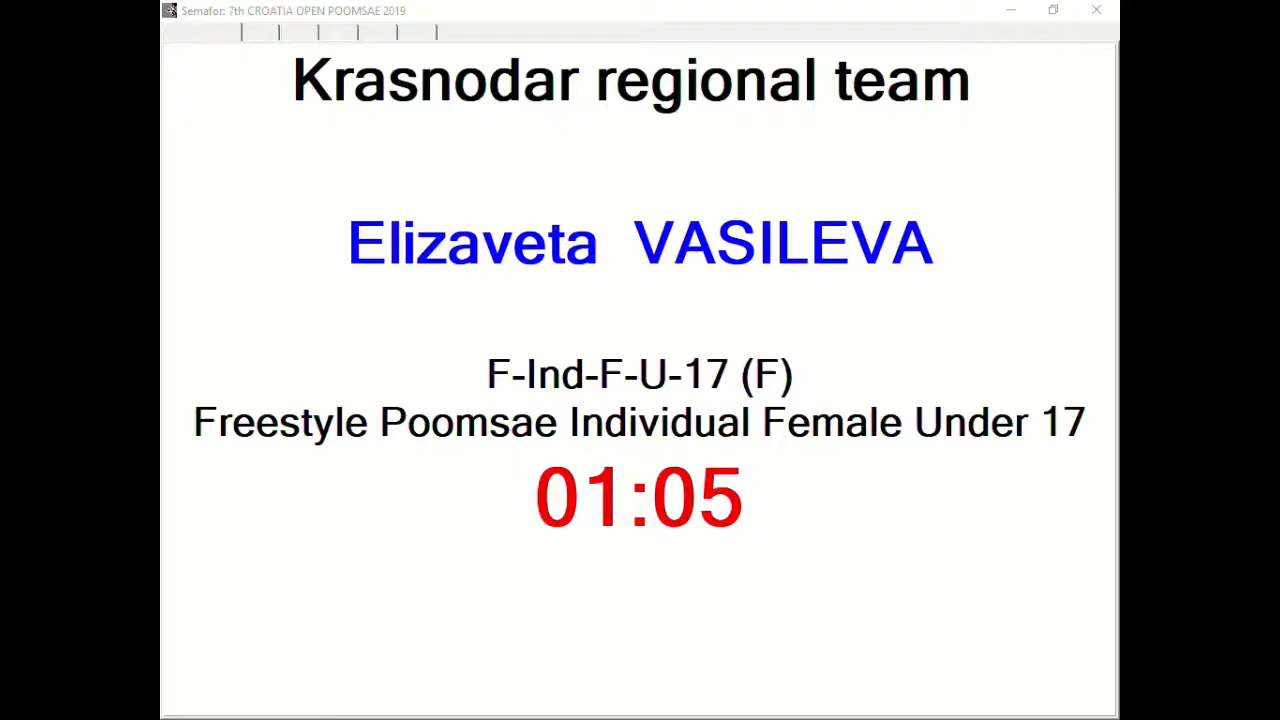 Semafor: 7th CROATIA OPEN POOMSAE 2019
Krasnodar regional team
Elizaveta VASILEVA
F-Ind-F-U-17 (F)
Freestyle Poomsae Individual Female Under 17
01:05